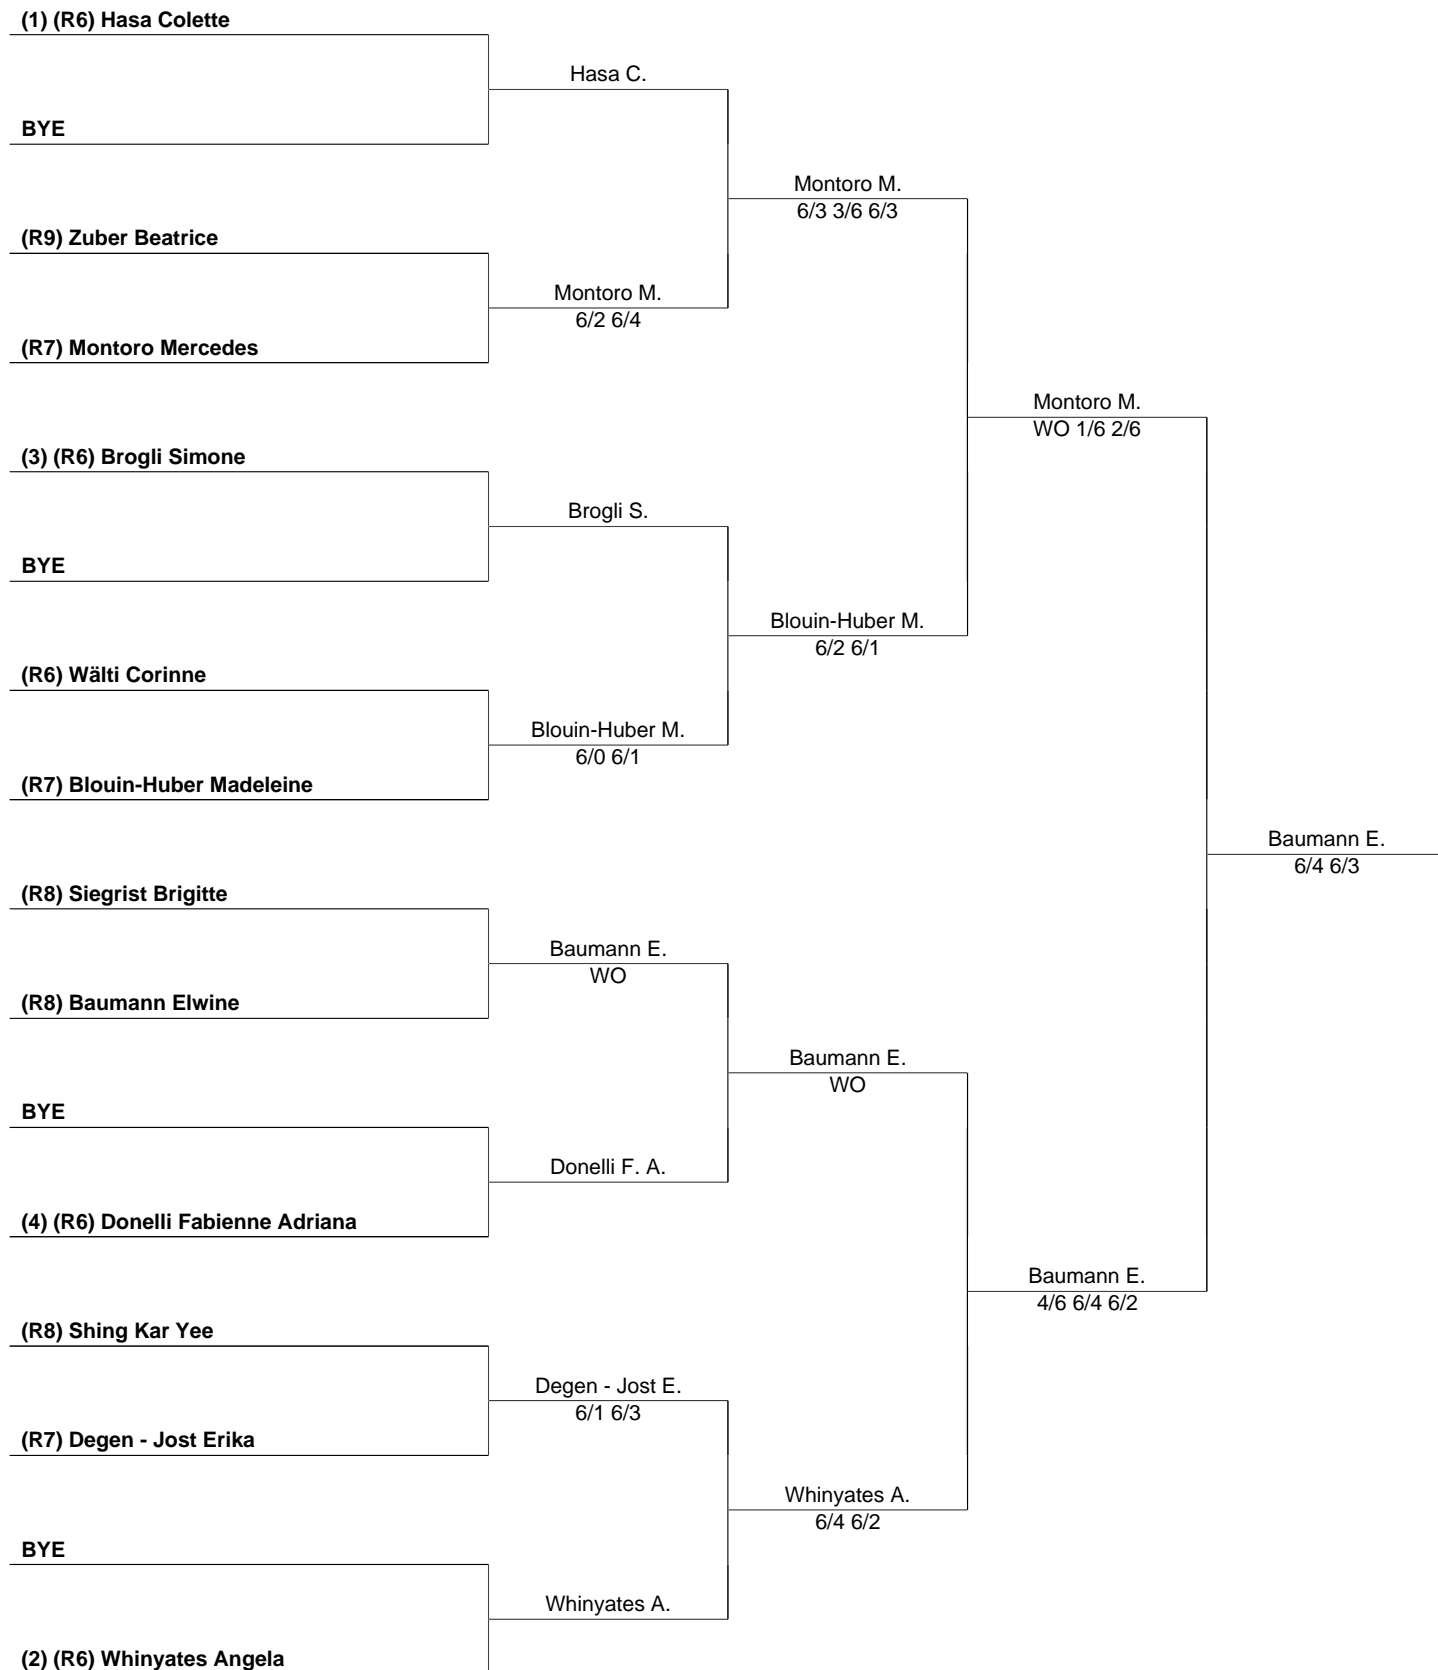 (1) (R6) Hasa Colette
Hasa C.
BYE
Montoro M.
6/3 3/6 6/3
(R9) Zuber Beatrice
Montoro M.
6/2 6/4
(R7) Montoro Mercedes
Montoro M.
WO 1/6 2/6
(3) (R6) Brogli Simone
Brogli S.
BYE
Blouin-Huber M.
6/2 6/1
(R6) Wälti Corinne
Blouin-Huber M.
6/0 6/1
(R7) Blouin-Huber Madeleine
Baumann E.
6/4 6/3
(R8) Siegrist Brigitte
Baumann E.
WO
(R8) Baumann Elwine
Baumann E.
WO
BYE
Donelli F. A.
(4) (R6) Donelli Fabienne Adriana
Baumann E.
4/6 6/4 6/2
(R8) Shing Kar Yee
Degen - Jost E.
6/1 6/3
(R7) Degen - Jost Erika
Whinyates A.
6/4 6/2
BYE
Whinyates A.
(2) (R6) Whinyates Angela